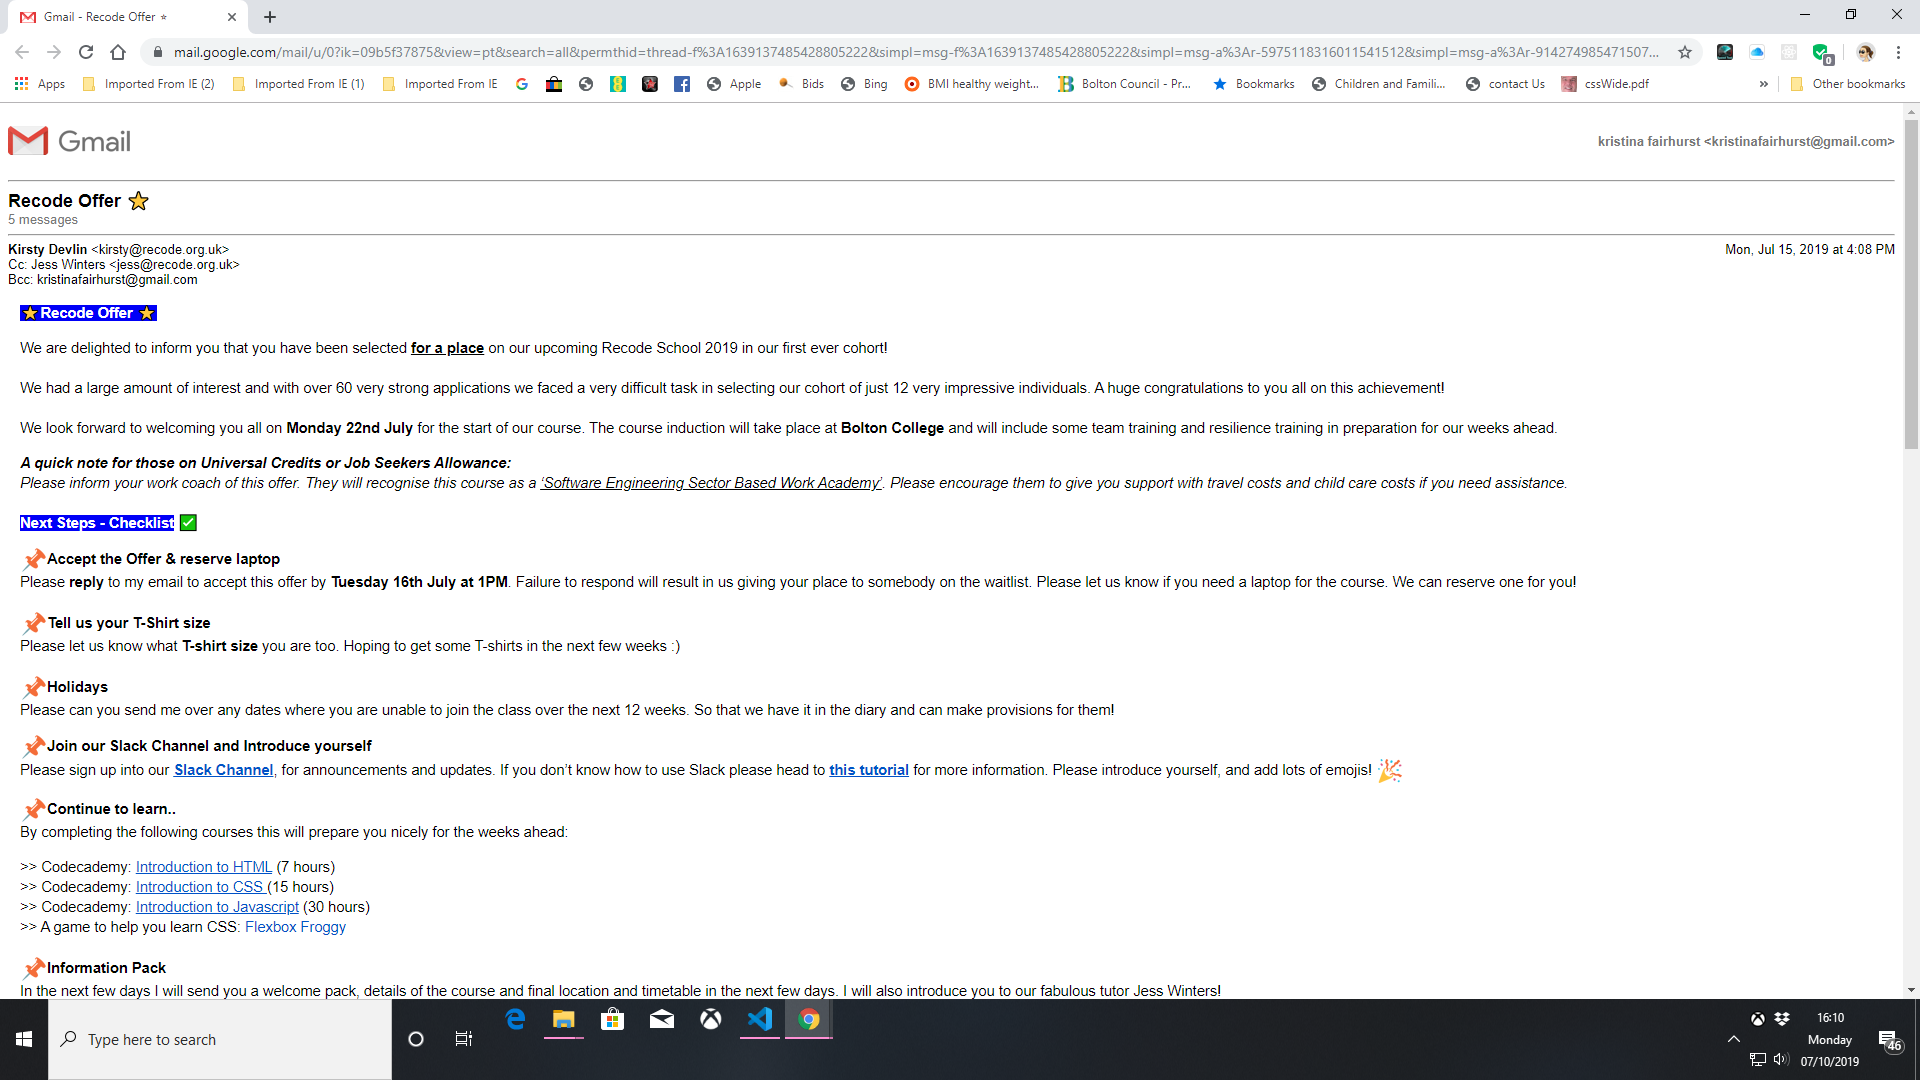 Gmail - Recode Offer ⭐
mail.google.com/mail/u/0?ik=09b5f37875&view=pt&search=all&permthid=thread-f%3A1639137485428805222&simpl=msg-f%3A1639137485428805222&simpl=msg-a%3Ar-5975118316011541512&simpl=msg-a%3Ar-914274985471507...
0
Apps Imported From IE (2) Imported From IE (1) Imported From IE Apple Bids Bing BMI healthy weight... Bolton Council - Pr... Bookmarks Children and Famili... contact Us cssWide.pdf » Other bookmarks
Gmail
kristina fairhurst <kristinafairhurst@gmail.com>
Recode Offer ⭐
5 messages
Kirsty Devlin <kirsty@recode.org.uk> Mon, Jul 15, 2019 at 4:08 PM
Cc: Jess Winters <jess@recode.org.uk>
Bcc: kristinafairhurst@gmail.com
⭐ Recode Offer ⭐
We are delighted to inform you that you have been selected for a place on our upcoming Recode School 2019 in our first ever cohort!
We had a large amount of interest and with over 60 very strong applications we faced a very difficult task in selecting our cohort of just 12 very impressive individuals. A huge congratulations to you all on this achievement!
We look forward to welcoming you all on Monday 22nd July for the start of our course. The course induction will take place at Bolton College and will include some team training and resilience training in preparation for our weeks ahead.
A quick note for those on Universal Credits or Job Seekers Allowance:
Please inform your work coach of this offer. They will recognise this course as a ‘Software Engineering Sector Based Work Academy’. Please encourage them to give you support with travel costs and child care costs if you need assistance.
Next Steps - Checklist ✅
📌Accept the Offer & reserve laptop
Please reply to my email to accept this offer by Tuesday 16th July at 1PM. Failure to respond will result in us giving your place to somebody on the waitlist. Please let us know if you need a laptop for the course. We can reserve one for you!
📌Tell us your T-Shirt size
Please let us know what T-shirt size you are too. Hoping to get some T-shirts in the next few weeks :)
📌Holidays
Please can you send me over any dates where you are unable to join the class over the next 12 weeks. So that we have it in the diary and can make provisions for them!
📌Join our Slack Channel and Introduce yourself
Please sign up into our Slack Channel, for announcements and updates. If you don’t know how to use Slack please head to this tutorial for more information. Please introduce yourself, and add lots of emojis! 🎉
📌Continue to learn..
By completing the following courses this will prepare you nicely for the weeks ahead:
>> Codecademy: Introduction to HTML (7 hours)
>> Codecademy: Introduction to CSS (15 hours)
>> Codecademy: Introduction to Javascript (30 hours)
>> A game to help you learn CSS: Flexbox Froggy
📌Information Pack
In the next few days I will send you a welcome pack, details of the course and final location and timetable in the next few days. I will also introduce you to our fabulous tutor Jess Winters!
Type here to search
16:10
Monday
07/10/2019
46